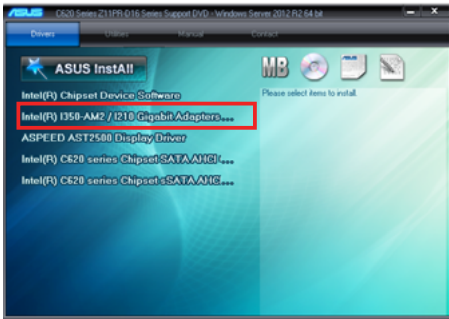 ASUS C620 Series Z11PR-D16 Series Support DVD - Windows Server 2012 R2 64 bit
Drivers Utilities Manual Contact
ASUS InstAll
Intel(R) Chipset Device Software
Intel(R) I350-AM2 / I210 Gigabit Adapters...
ASPEED AST2500 Display Driver
Intel(R) C620 series Chipset SATA AHCI (...
Intel(R) C620 series Chipset sSATA AHC...
MB
Please select items to install.